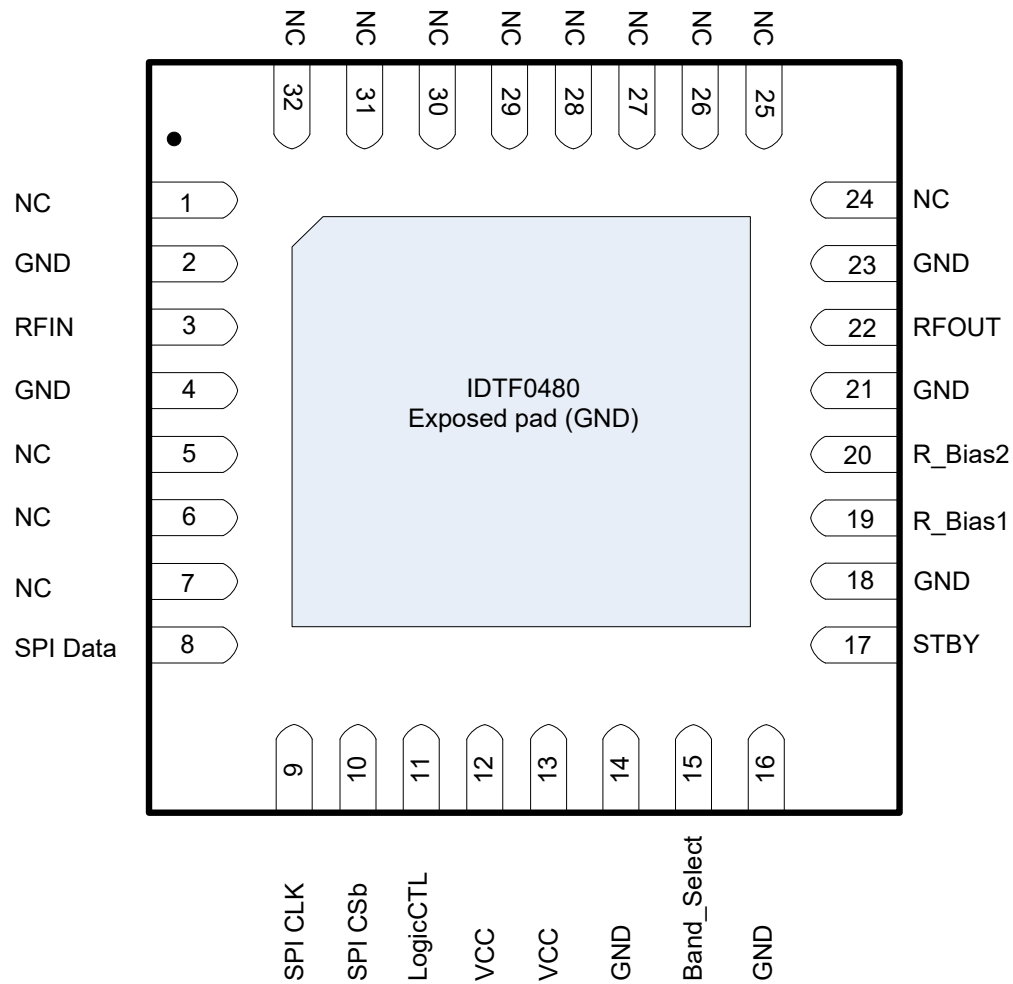 NC NC NC NC NC NC NC NC
32 31 30 29 28 27 26 25
NC 1
GND 2
RFIN 3
GND 4
NC 5
NC 6
NC 7
SPI Data 8
IDTF0480
Exposed pad (GND)
24 NC
23 GND
22 RFOUT
21 GND
20 R_Bias2
19 R_Bias1
18 GND
17 STBY
9 10 11 12 13 14 15 16
SPI CLK
SPI CSb
LogicCTL
VCC
VCC
GND
Band_Select
GND